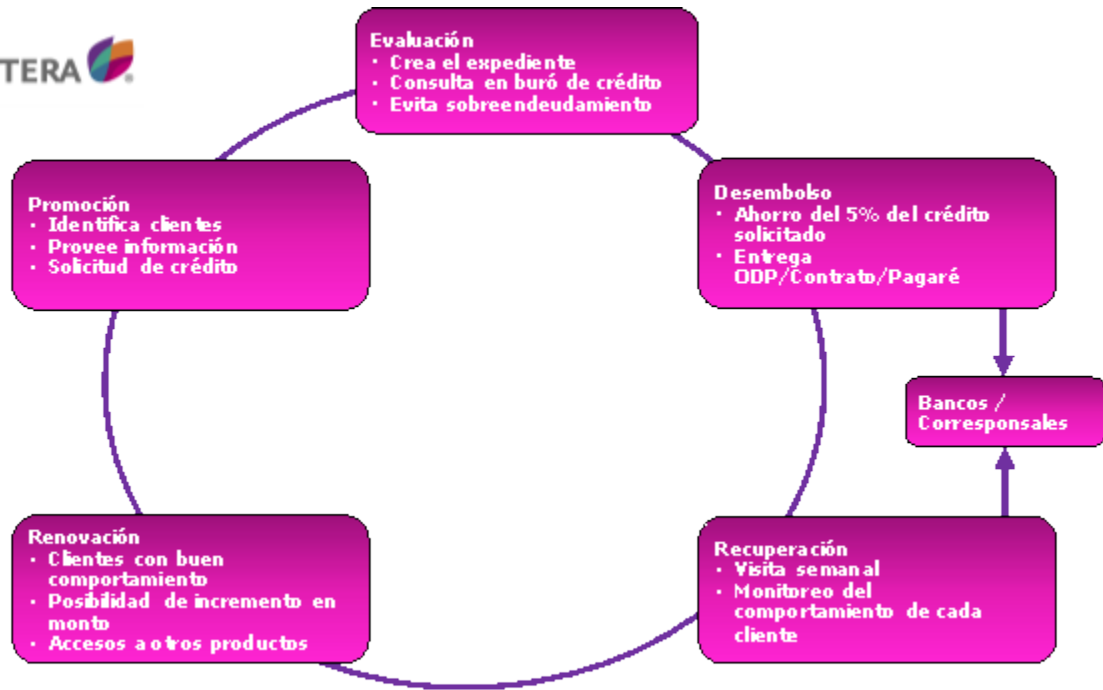 TERA
Evaluación
· Crea el expediente
· Consulta en buró de crédito
· Evita sobreendeudamiento
Promoción
· Identifica clientes
· Provee información
· Solicitud de crédito
Desembolso
· Ahorro del 5% del crédito
solicitado
· Entrega
ODP/Contrato/Pagaré
Bancos /
Corresponsales
Renovación
· Clientes con buen
comportamiento
· Posibilidad de incremento en
monto
· Accesos a otros productos
Recuperación
· Visita semanal
· Monitoreo del
comportamiento de cada
cliente